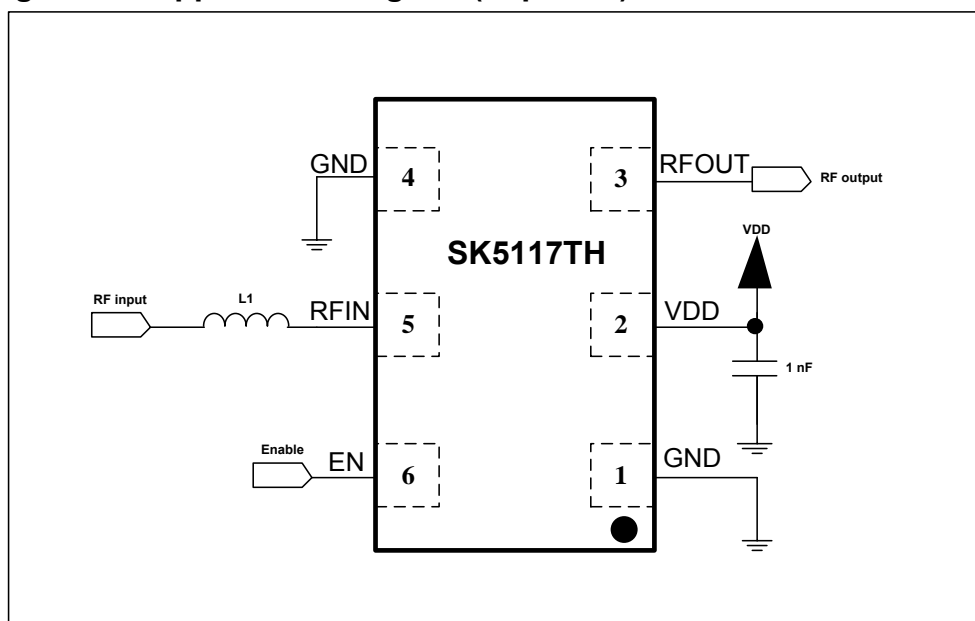 GND
4
3
RFOUT
RF output
SK5117TH
VDD
RF input
L1
RFIN
5
2
VDD
1 nF
Enable
EN
6
1
GND